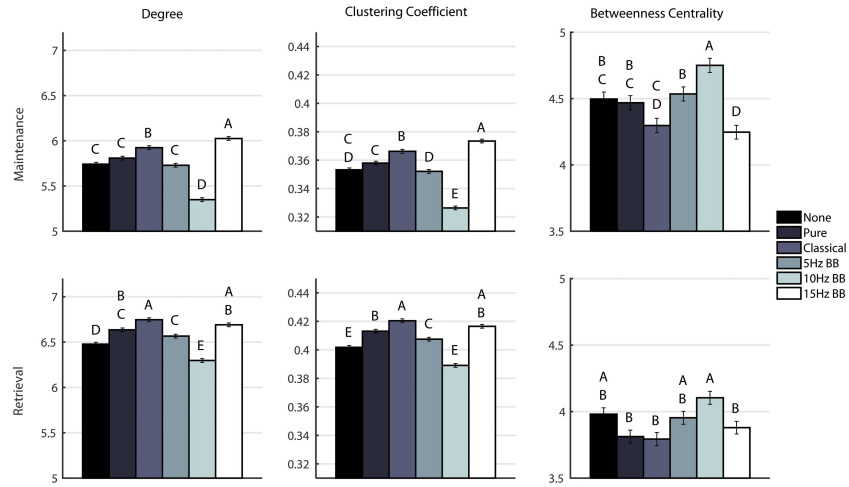 Degree
Clustering Coefficient
Betweenness Centrality
Maintenance
7
6.5
6
5.5
5
C
C
B
C
D
A
0.44
0.42
0.4
0.38
0.36
0.34
0.32
C
D
C
B
D
E
A
5
4.5
4
3.5
B
C
B
C
C
D
B
A
D
None
Pure
Classical
5Hz BB
10Hz BB
15Hz BB
Retrieval
7
6.5
6
5.5
5
D
B
C
A
C
E
A
B
0.44
0.42
0.4
0.38
0.36
0.34
0.32
E
B
A
C
E
A
B
5
4.5
4
3.5
A
B
B
B
A
B
A
B